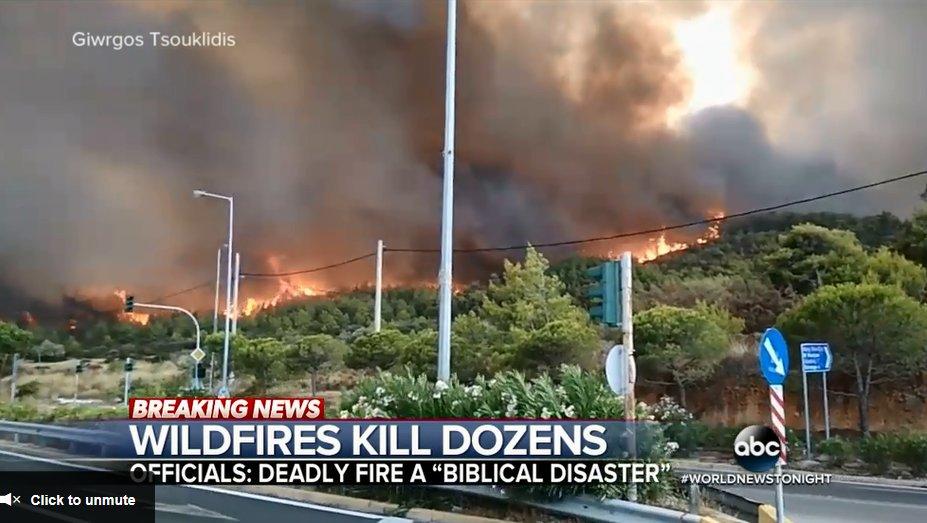 Giwrgos Tsouklidis
BREAKING NEWS
WILDFIRES KILL DOZENS
OFFICIALS: DEADLY FIRE A “BIBLICAL DISASTER”
abc
#WORLDNEWSTONIGHT
Click to unmute